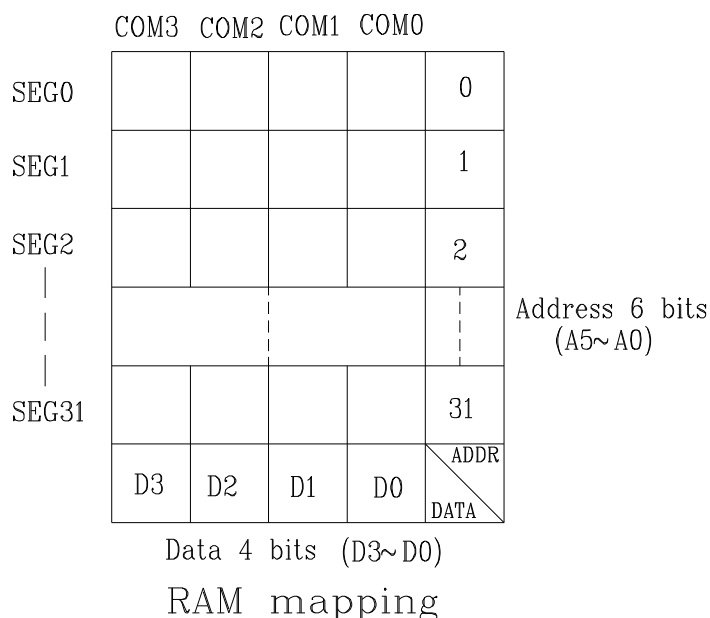 COM3 COM2 COM1 COM0
SEG0 0
SEG1 1
SEG2 2
Address 6 bits
(A5~A0)
SEG31 31
ADDR
D3 D2 D1 D0
DATA
Data 4 bits (D3~D0)
RAM mapping